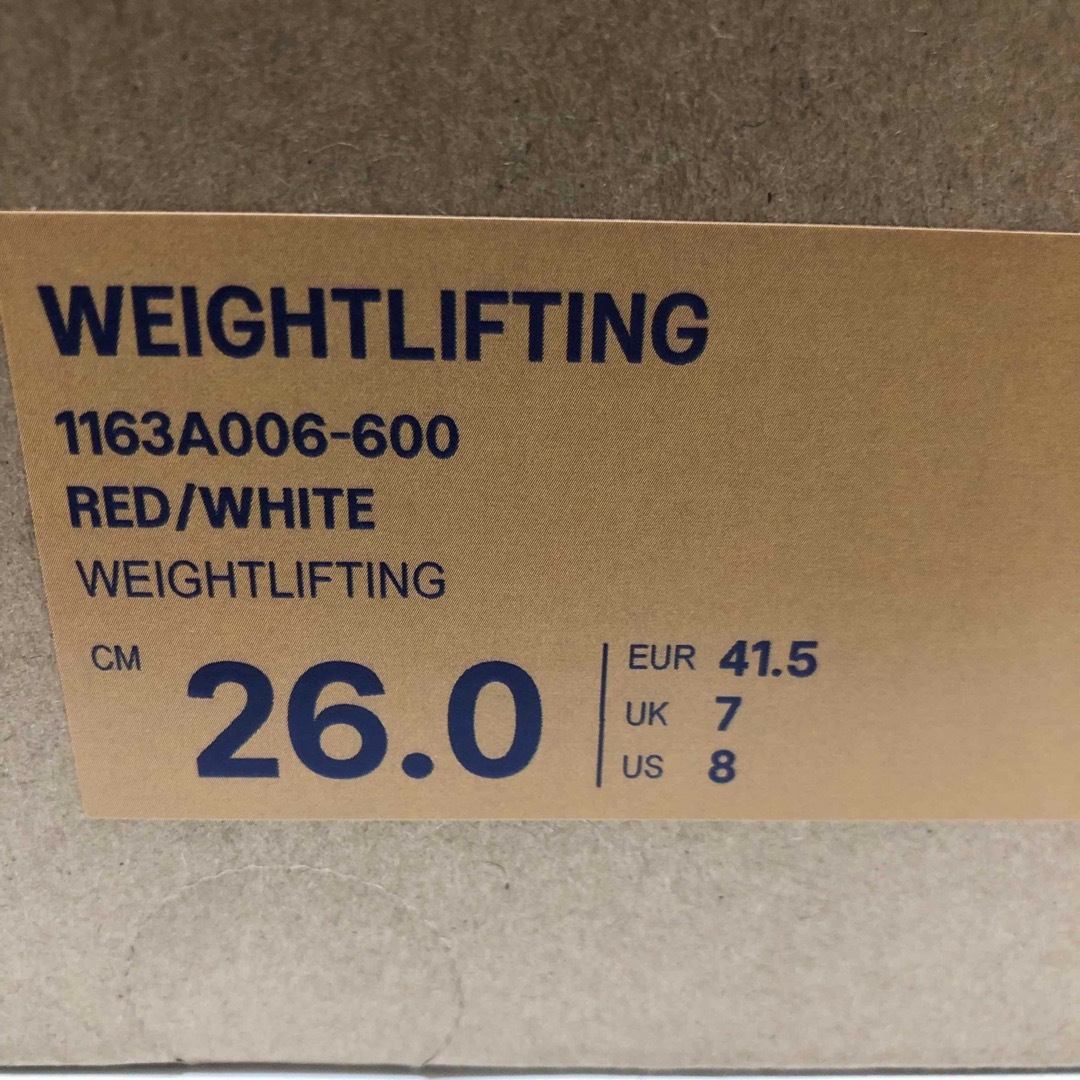 WEIGHTLIFTING
1163A006-600
RED/WHITE
WEIGHTLIFTING
CM 26.0
EUR 41.5
UK 7
US 8